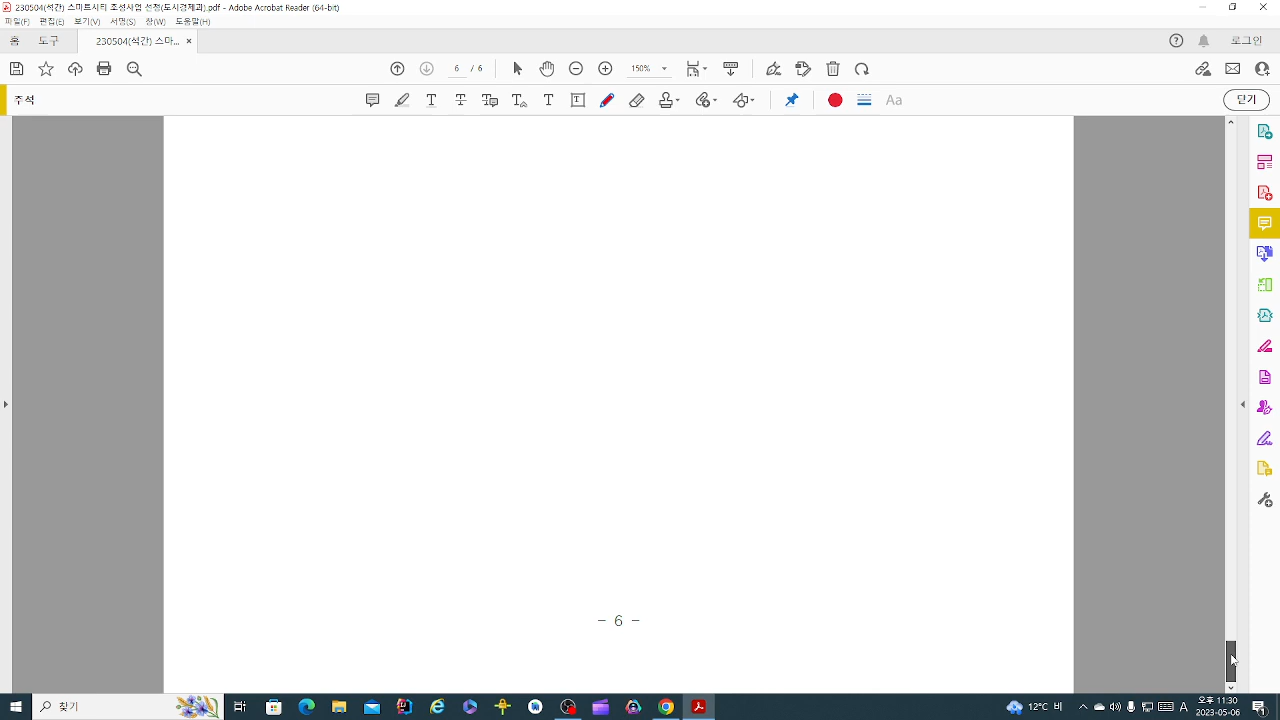 230504(석간) 스마트시티 조성사업 선정(도시경제과).pdf - Adobe Acrobat Reader (64-bit)
파일(F) 편집(E) 보기(V) 서명(S) 창(W) 도움말(H)
홈 도구 230504(석간) 스마... × 로그인
6 / 6 150%
주석 Aa 닫기
- 6 -
찾기 12°C 비 A 오후 11:30
2023-05-06 1